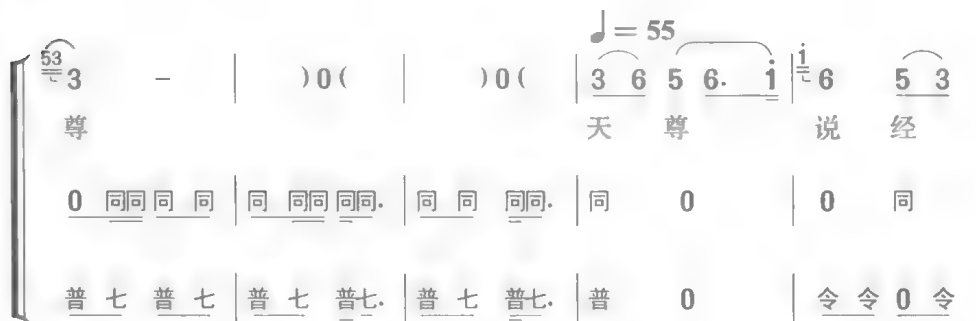 ♩= 55
53 3 – | )0( | )0( | 3 6 5 6. i | i 6 5 3
尊 天 尊 说 经
0 同同 同 同 | 同 同同 同同. | 同 同 同同. | 同 0 | 0 同
普 七 普 七 | 普 七 普七. | 普 七 普七. | 普 0 | 令 令 0 令